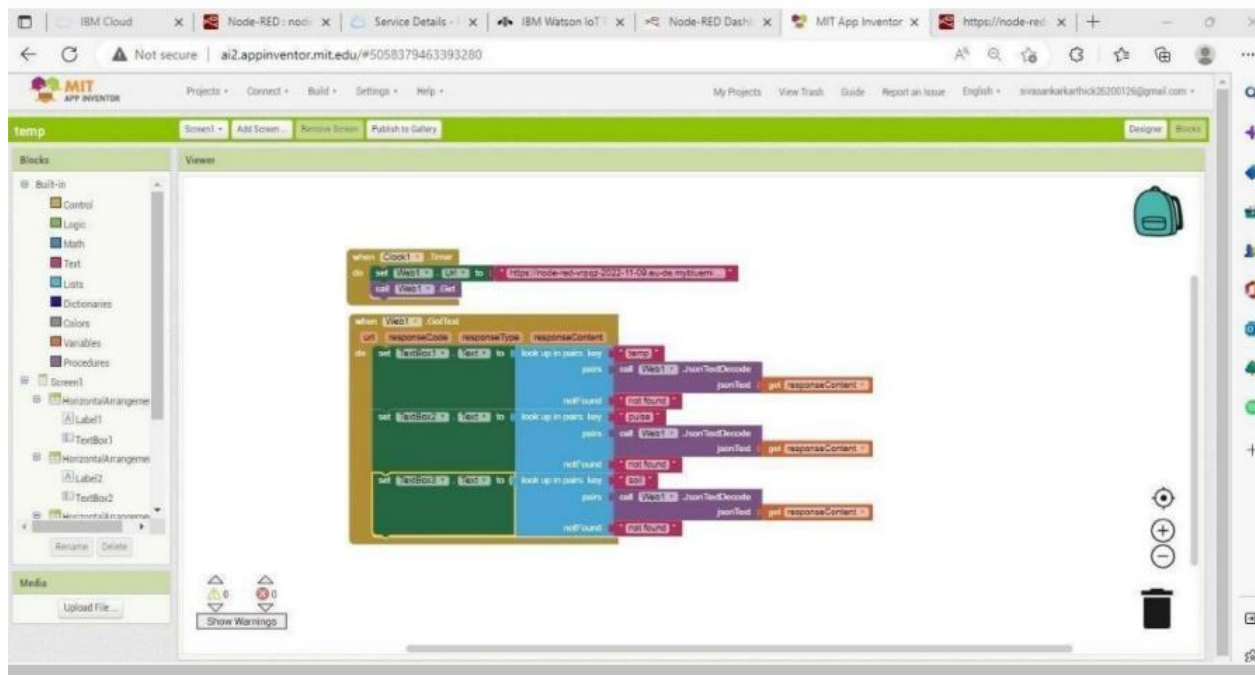 IBM Cloud
Node-RED : node
Service Details -
IBM Watson IoT
Node-RED Dash
MIT App Inventor
https://node-red
Not secure | ai2.appinventor.mit.edu/#5058379463393280
MIT
APP INVENTOR
Projects
Connect
Build
Settings
Help
My Projects
View Trash
Guide
Report an Issue
English
temp
Screen1
Add Screen ...
Remove Screen
Publish to Gallery
Designer
Blocks
Blocks
Built-in
Control
Logic
Math
Text
Lists
Dictionaries
Colors
Variables
Procedures
Screen1
HorizontalArrangemen
Label1
TextBox1
HorizontalArrangemen
Label2
TextBox2
HorizontalArrangemen
Rename
Delete
Media
Upload File ...
Viewer
when Clock1 .Timer
do set Web1 . Url to
call Web1 .Get
when Web1 .GotText
url responseCode responseType responseContent
do set TextBox1 . Text to look up in pairs key " temp "
pairs call Web1 .JsonTextDecode
jsonText get responseContent
notFound " not found "
set TextBox2 . Text to look up in pairs key " pulse "
pairs call Web1 .JsonTextDecode
jsonText get responseContent
notFound " not found "
set TextBox3 . Text to look up in pairs key " soil "
pairs call Web1 .JsonTextDecode
jsonText get responseContent
notFound " not found "
0
0
Show Warnings